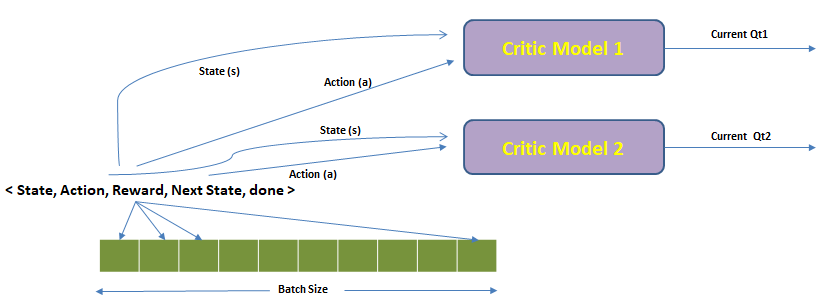 Current Qt1
Critic Model 1
State (s)
Action (a)
State (s)
Current Qt2
Critic Model 2
Action (a)
< State, Action, Reward, Next State, done >
Batch Size